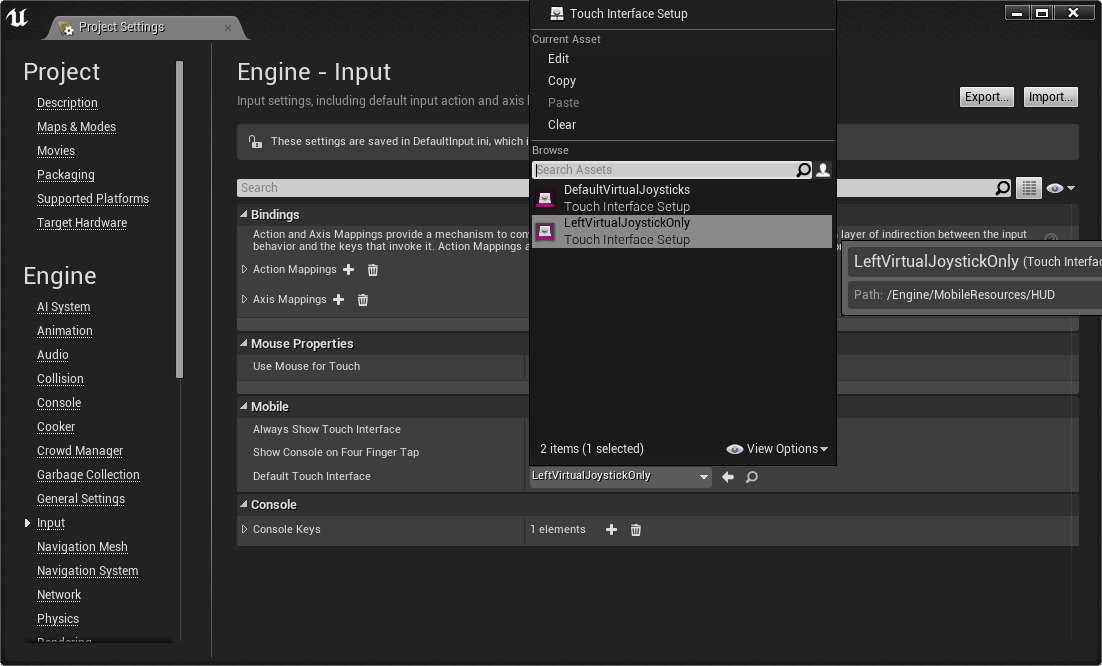 Project Settings
Project
Description
Maps & Modes
Movies
Packaging
Supported Platforms
Target Hardware
Engine
AI System
Animation
Audio
Collision
Console
Cooker
Crowd Manager
Garbage Collection
General Settings
Input
Navigation Mesh
Navigation System
Network
Physics
Rendering
Engine - Input
Input settings, including default input action and axis
Export...
Import...
These settings are saved in DefaultInput.ini, which i
Search
Bindings
Action and Axis Mappings provide a mechanism to con
layer of indirection between the input
behavior and the keys that invoke it. Action Mappings a
Action Mappings
Axis Mappings
Mouse Properties
Use Mouse for Touch
Mobile
Always Show Touch Interface
Show Console on Four Finger Tap
Default Touch Interface
LeftVirtualJoystickOnly
Console
Console Keys
1 elements
Touch Interface Setup
Current Asset
Edit
Copy
Paste
Clear
Browse
Search Assets
DefaultVirtualJoysticks
Touch Interface Setup
LeftVirtualJoystickOnly
Touch Interface Setup
2 items (1 selected)
View Options
LeftVirtualJoystickOnly (Touch Interfac
Path: /Engine/MobileResources/HUD